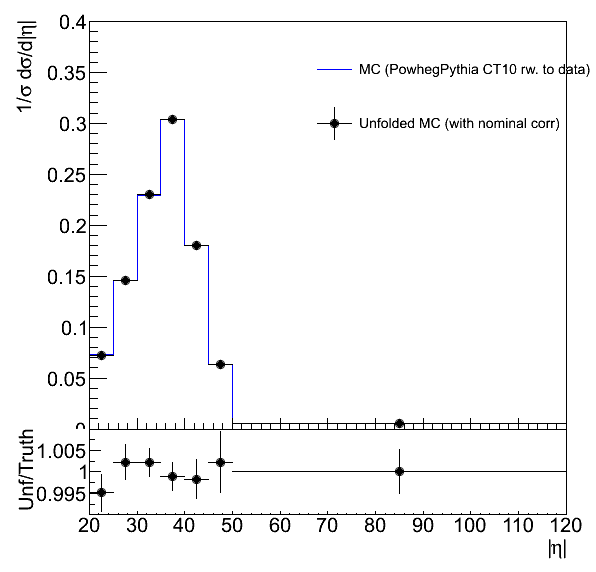 1/σ dσ/d|η|
0.4
0.35
0.3
0.25
0.2
0.15
0.1
0.05
0
MC (PowhegPythia CT10 rw. to data)
Unfolded MC (with nominal corr)
Unf/Truth
1.005
1
0.995
20 30 40 50 60 70 80 90 100 110 120
|η|